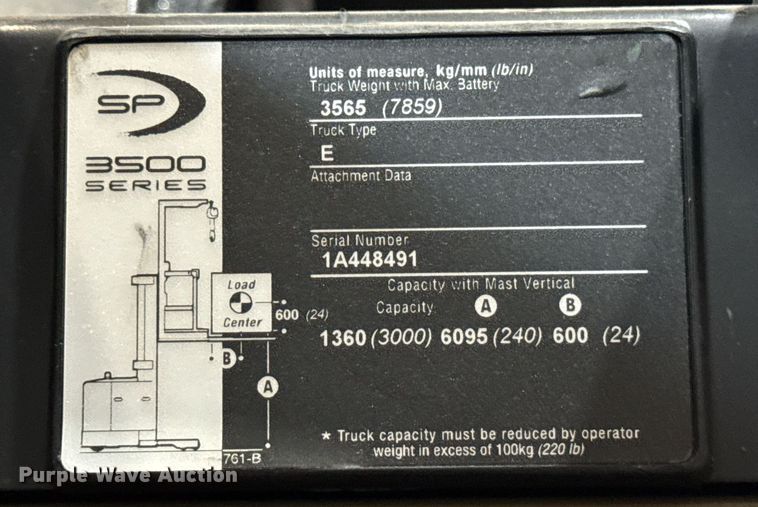 SP
3500
SERIES
Units of measure, kg/mm (lb/in)
Truck Weight with Max. Battery
3565 (7859)
Truck Type
E
Attachment Data
Serial Number
1A448491
Capacity with Mast Vertical
Capacity A B
1360 (3000) 6095 (240) 600 (24)
Load
Center
600 (24)
B
A
* Truck capacity must be reduced by operator
weight in excess of 100kg (220 lb)
761-B
Purple Wave Auction